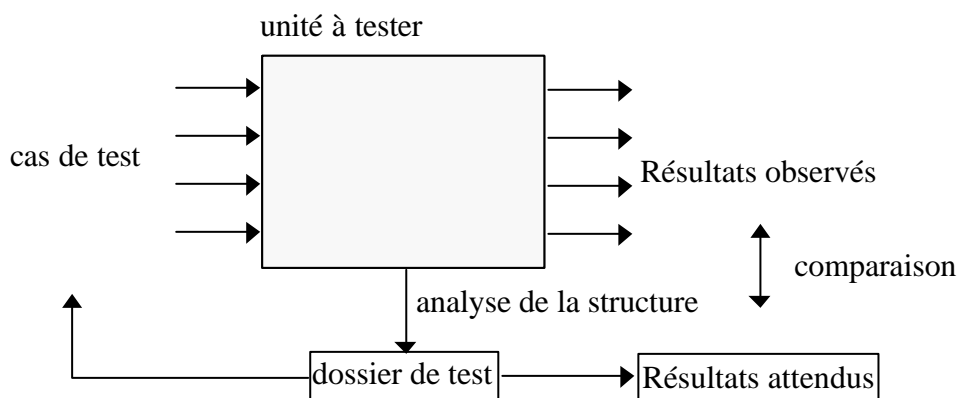 unité à tester
cas de test
Résultats observés
comparaison
analyse de la structure
dossier de test
Résultats attendus